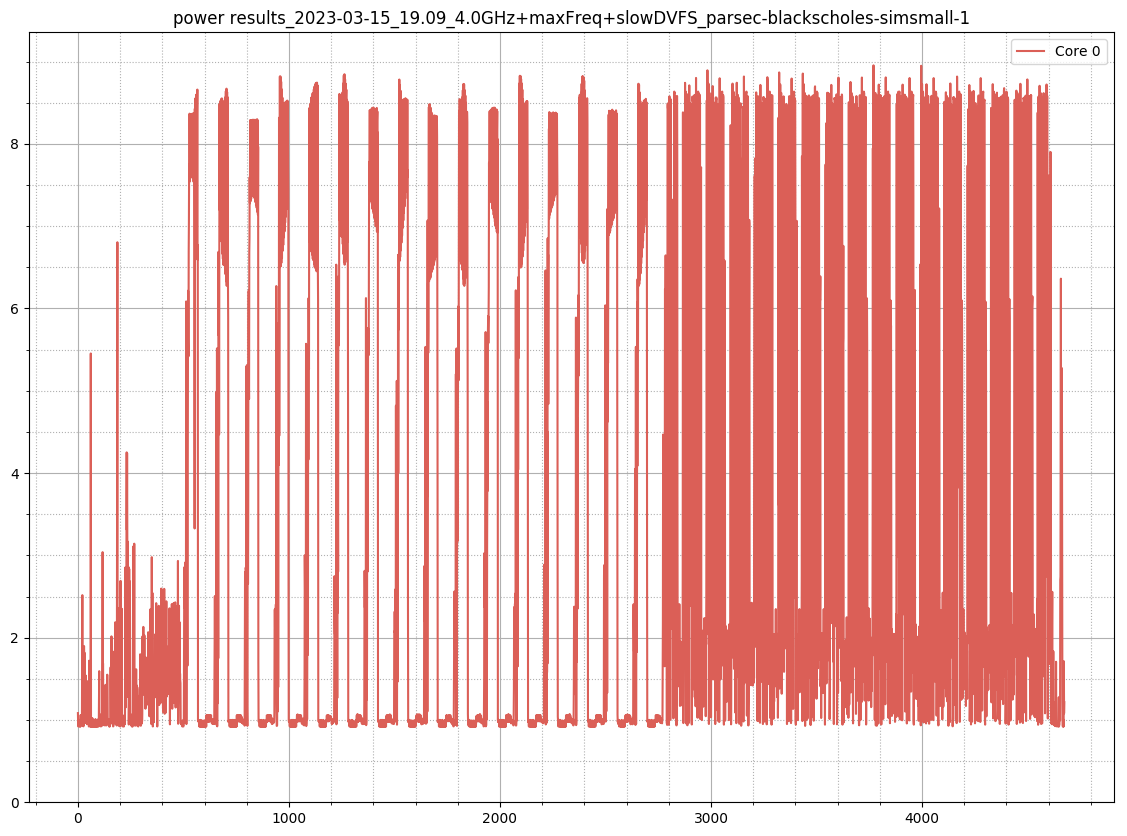 power results_2023-03-15_19.09_4.0GHz+maxFreq+slowDVFS_parsec-blackscholes-simsmall-1
Core 0
8
6
4
2
0
0 1000 2000 3000 4000